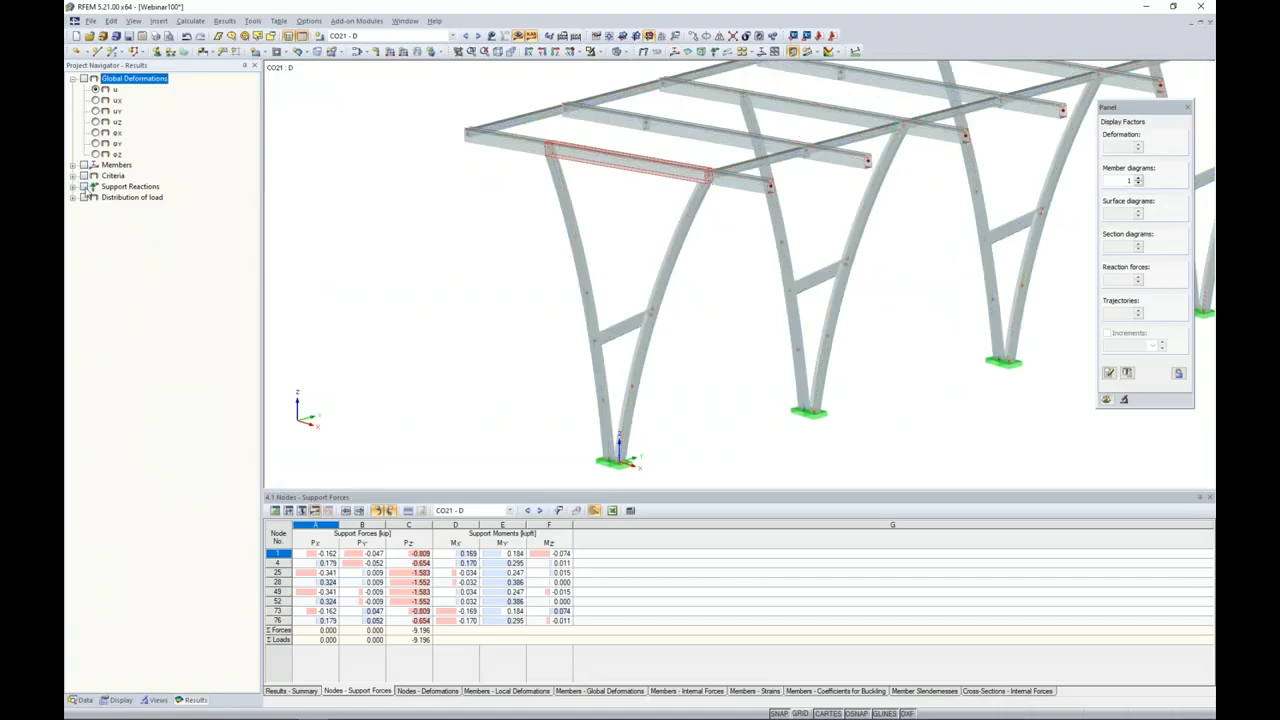 RFEM 5.21.00 x64 - [Webinar100*]
File Edit View Insert Calculate Results Tools Table Options Add-on Modules Window Help
CO21 - D
Project Navigator - Results
Global Deformations
u
uX
uY
uZ
φX
φY
φZ
Members
Criteria
Support Reactions
Distribution of load
Data Display Views Results
CO21 : D
Z
Y
X
Z
Y
X
Panel
Display Factors
Deformation:
Member diagrams:
1
Surface diagrams:
Section diagrams:
Reaction forces:
Trajectories:
Increments:
4.1 Nodes - Support Forces
CO21 - D
A B C D E F G
Node Support Forces [kip] Support Moments [kipft]
No. PX' PY' PZ' MX' MY' MZ'
1 -0.162 -0.047 -0.809 0.169 0.184 -0.074
4 0.179 -0.052 -0.654 0.170 0.295 0.011
25 -0.341 0.009 -1.583 -0.034 0.247 0.015
28 0.324 0.009 -1.552 -0.032 0.386 0.000
49 -0.341 -0.009 -1.583 0.034 0.247 -0.015
52 0.324 -0.009 -1.552 0.032 0.386 0.000
73 -0.162 0.047 -0.809 -0.169 0.184 0.074
76 0.179 0.052 -0.654 -0.170 0.295 -0.011
Σ Forces 0.000 0.000 -9.196
Σ Loads 0.000 0.000 -9.196
Results - Summary Nodes - Support Forces Nodes - Deformations Members - Local Deformations Members - Global Deformations Members - Internal Forces Members - Strains Members - Coefficients for Buckling Member Slendernesses Cross-Sections - Internal Forces
SNAP GRID CARTES OSNAP GLINES DXF